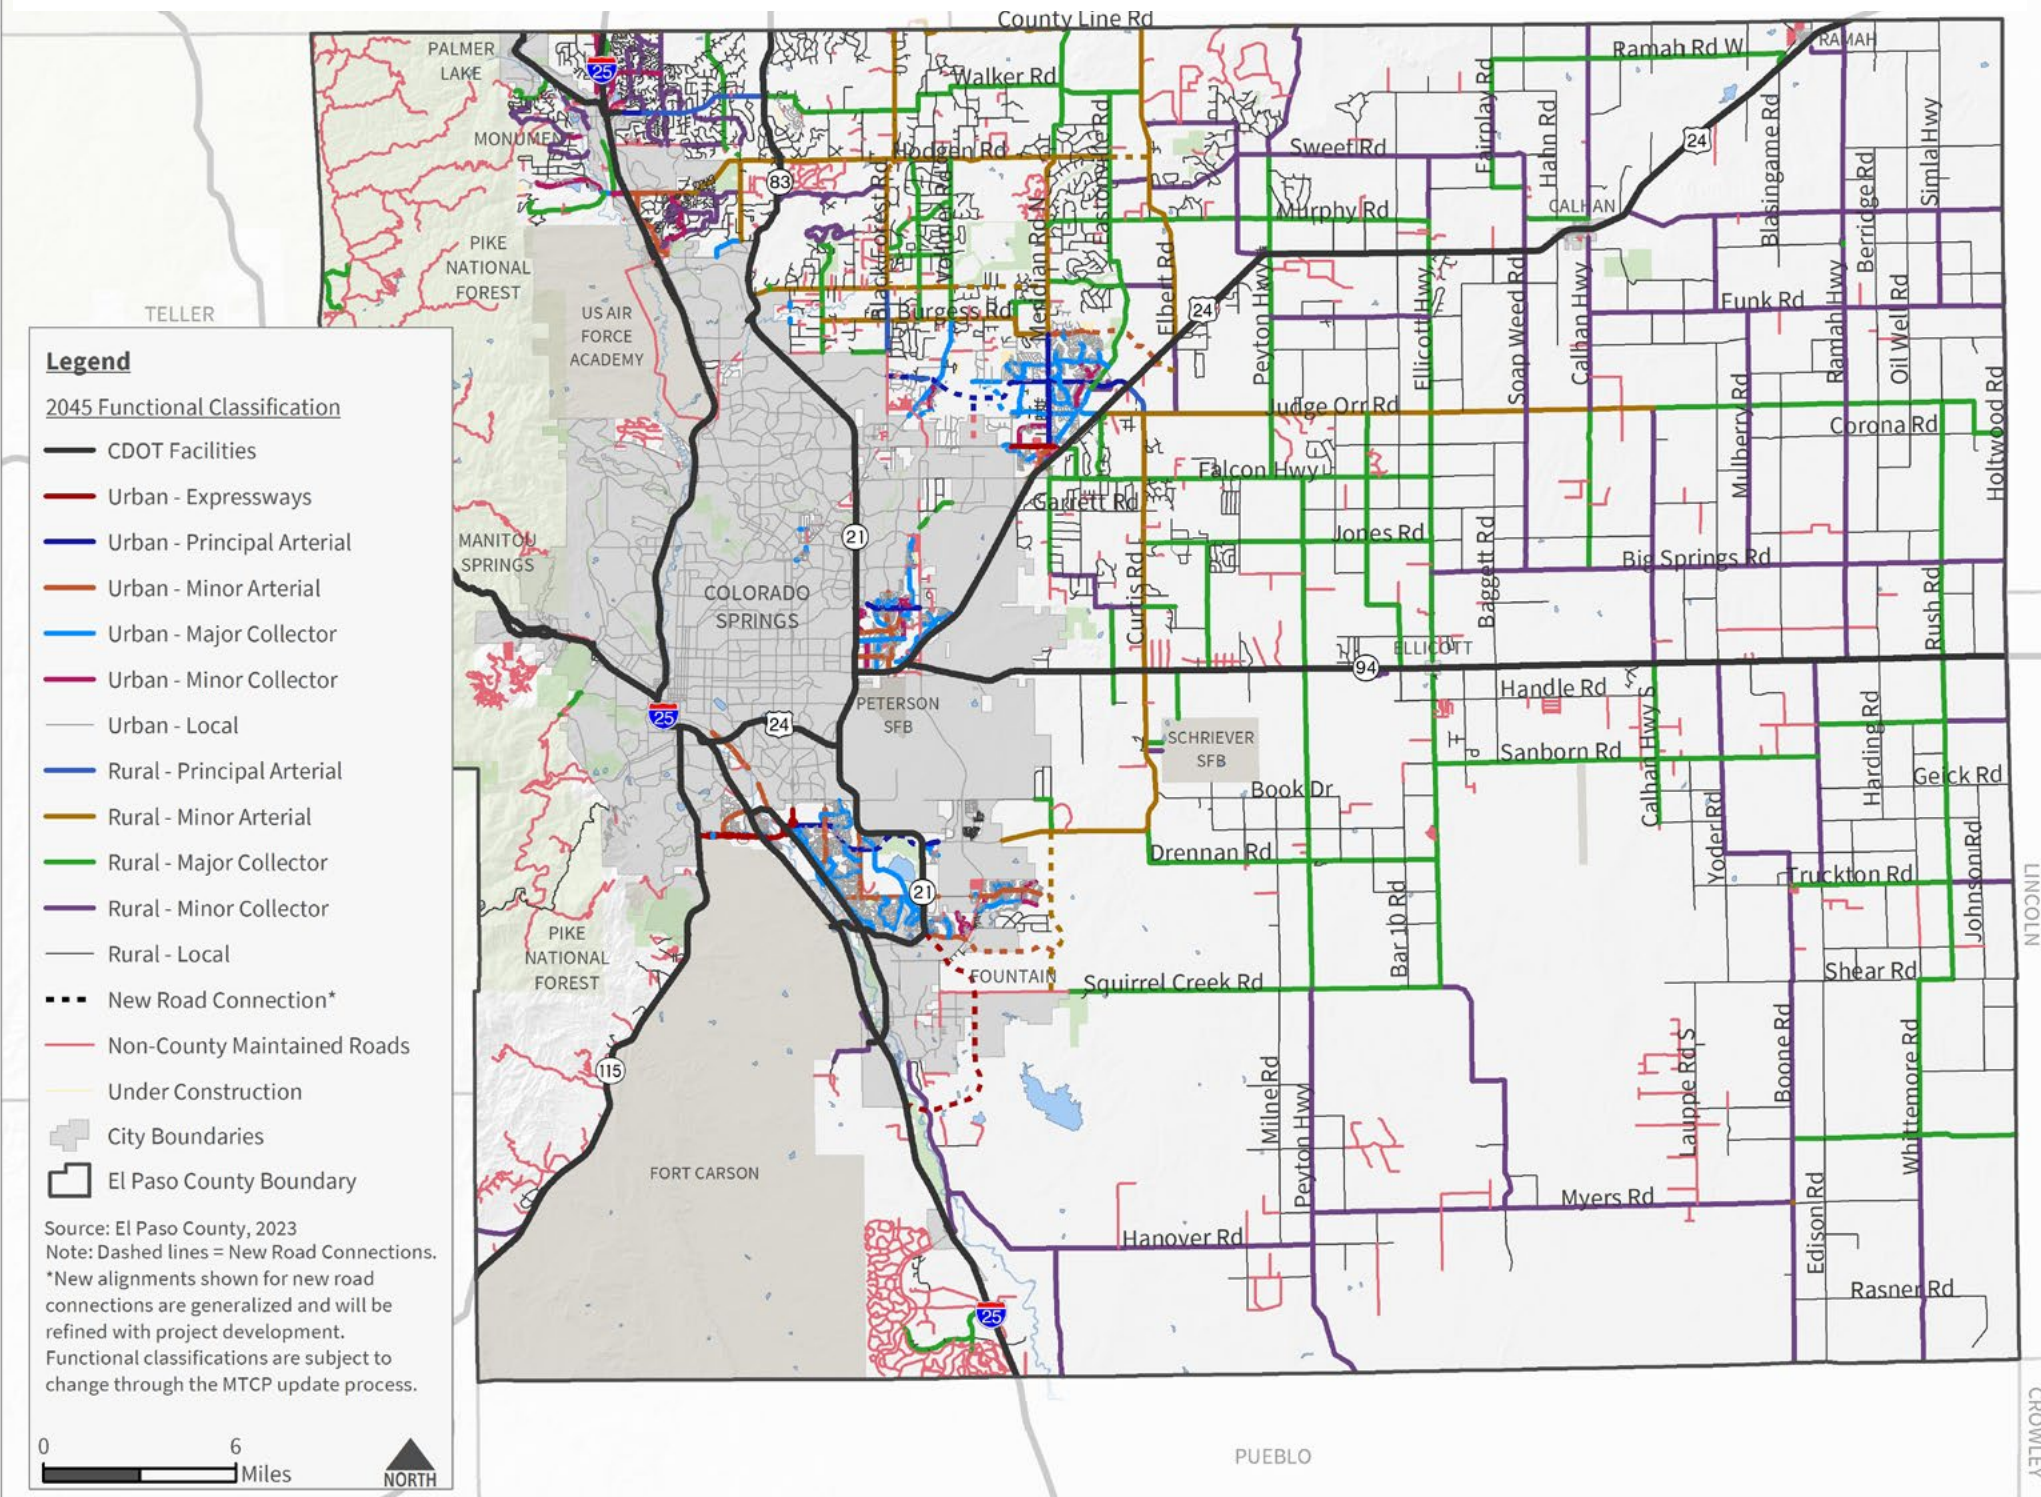 County Line Rd
PALMER
LAKE
25
Walker Rd
Ramah Rd W
RAMAH
MONUMENT
83
Hodgen Rd
Sweet Rd
Fairplay Rd
Hahn Rd
24
Blasingame Rd
Berridge Rd
Simla Hwy
Black Forest Rd
Vollmer Rd
Meridian Rd N
Eastonville Rd
Murphy Rd
CALHAN
PIKE
NATIONAL
FOREST
TELLER
US AIR
FORCE
ACADEMY
Burgess Rd
Elbert Rd
24
Peyton Hwy
Ellicott Hwy
Soap Weed Rd
Calhan Hwy
Funk Rd
Ramah Hwy
Oil Well Rd
Mulberry Rd
Holtwood Rd
Judge Orr Rd
Corona Rd
Falcon Hwy
Garrett Rd
Jones Rd
Baggett Rd
Big Springs Rd
21
MANITOU
SPRINGS
COLORADO
SPRINGS
Curtis Rd
Rush Rd
ELLICOTT
94
Handle Rd
PETERSON
SFB
25
24
SCHRIEVER
SFB
Sanborn Rd
Calhan Hwy S
Harding Rd
Geick Rd
Book Dr
Yoder Rd
Drennan Rd
Truckton Rd
Johnson Rd
21
Bar 10 Rd
LINCOLN
PIKE
NATIONAL
FOREST
FOUNTAIN
Squirrel Creek Rd
Shear Rd
115
Milne Rd
Peyton Hwy
Lauppe Rd S
Boone Rd
Whittemore Rd
FORT CARSON
Myers Rd
Hanover Rd
Edison Rd
Rasner Rd
25
PUEBLO
CROWLEY
Legend
2045 Functional Classification
CDOT Facilities
Urban - Expressways
Urban - Principal Arterial
Urban - Minor Arterial
Urban - Major Collector
Urban - Minor Collector
Urban - Local
Rural - Principal Arterial
Rural - Minor Arterial
Rural - Major Collector
Rural - Minor Collector
Rural - Local
New Road Connection*
Non-County Maintained Roads
Under Construction
City Boundaries
El Paso County Boundary
Source: El Paso County, 2023
Note: Dashed lines = New Road Connections.
*New alignments shown for new road
connections are generalized and will be
refined with project development.
Functional classifications are subject to
change through the MTCP update process.
0 6
Miles
NORTH